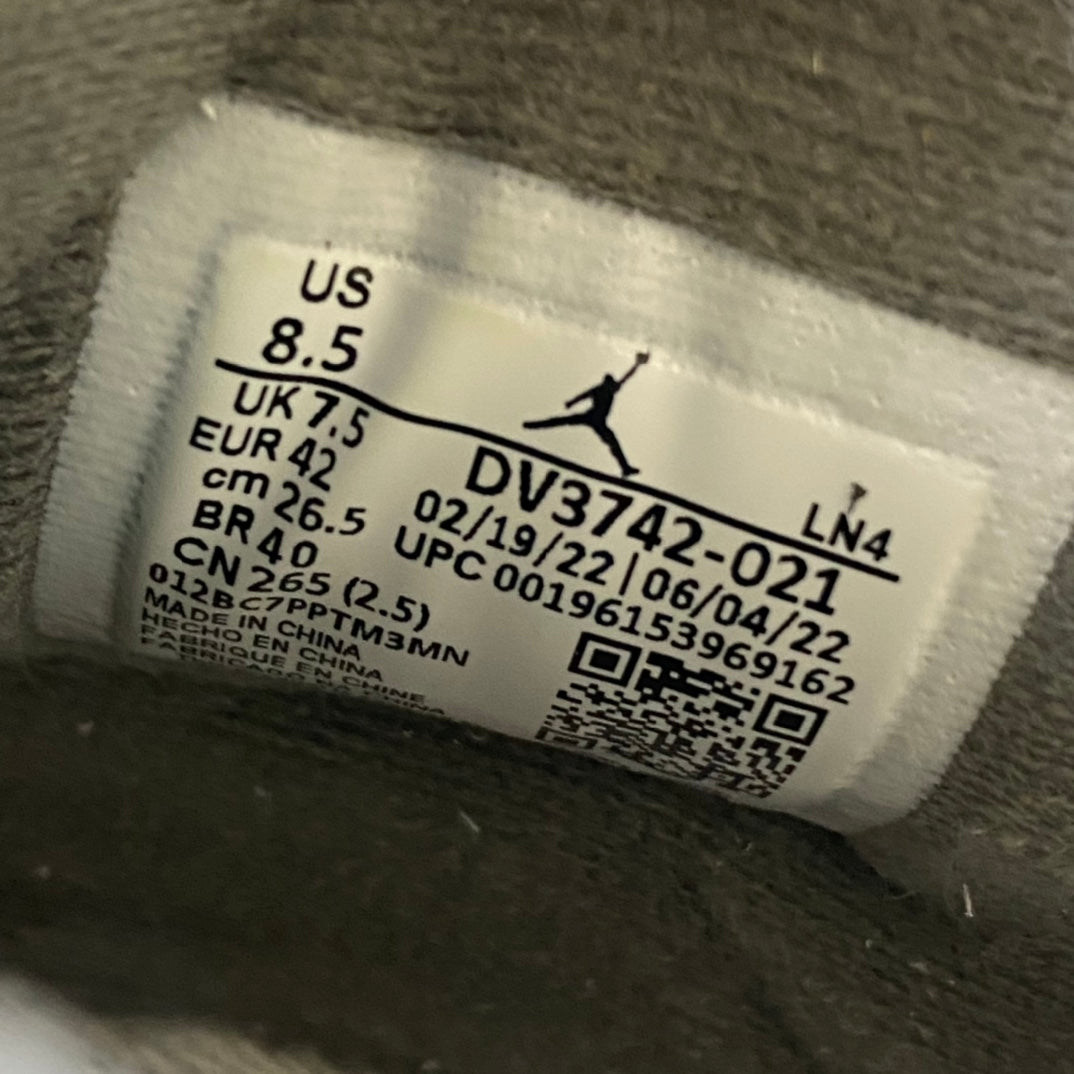 US
8.5
UK 7.5
EUR 42
cm 26.5
BR 40
CN 265 (2.5)
012BC7PPTM3MN
MADE IN CHINA
HECHO EN CHINA
FABRIQUE EN CHINE
LN4
DV3742-021
02/19/22 | 06/04/22
UPC 00196153969162